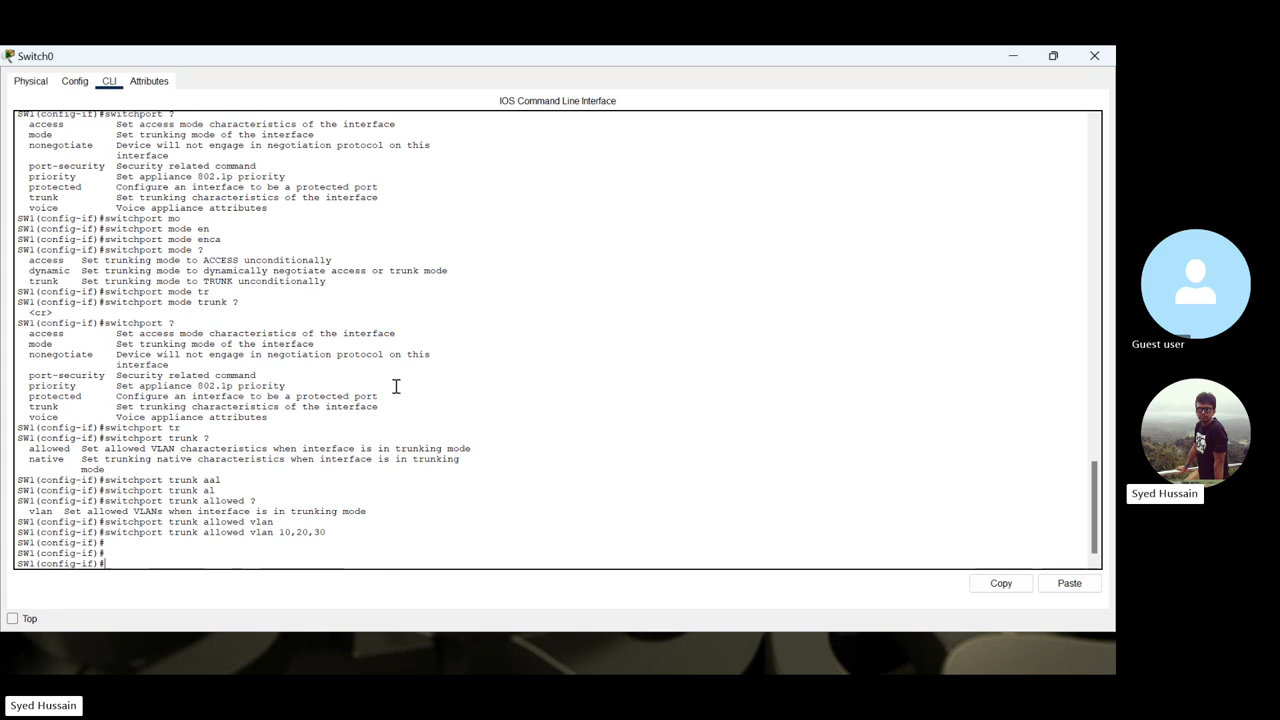 Switch0
Physical Config CLI Attributes
IOS Command Line Interface
SW1(config-if)#switchport ?
access Set access mode characteristics of the interface
mode Set trunking mode of the interface
nonegotiate Device will not engage in negotiation protocol on this
interface
port-security Security related command
priority Set appliance 802.1p priority
protected Configure an interface to be a protected port
trunk Set trunking characteristics of the interface
voice Voice appliance attributes
SW1(config-if)#switchport mo
SW1(config-if)#switchport mode en
SW1(config-if)#switchport mode enca
SW1(config-if)#switchport mode ?
access Set trunking mode to ACCESS unconditionally
dynamic Set trunking mode to dynamically negotiate access or trunk mode
trunk Set trunking mode to TRUNK unconditionally
SW1(config-if)#switchport mode tr
SW1(config-if)#switchport mode trunk ?
<cr>
SW1(config-if)#switchport ?
access Set access mode characteristics of the interface
mode Set trunking mode of the interface
nonegotiate Device will not engage in negotiation protocol on this
interface
port-security Security related command
priority Set appliance 802.1p priority
protected Configure an interface to be a protected port
trunk Set trunking characteristics of the interface
voice Voice appliance attributes
SW1(config-if)#switchport tr
SW1(config-if)#switchport trunk ?
allowed Set allowed VLAN characteristics when interface is in trunking mode
native Set trunking native characteristics when interface is in trunking
mode
SW1(config-if)#switchport trunk aal
SW1(config-if)#switchport trunk al
SW1(config-if)#switchport trunk allowed ?
vlan Set allowed VLANs when interface is in trunking mode
SW1(config-if)#switchport trunk allowed vlan
SW1(config-if)#switchport trunk allowed vlan 10,20,30
SW1(config-if)#
SW1(config-if)#
SW1(config-if)#
Copy Paste
Top
Guest user
Syed Hussain
Syed Hussain